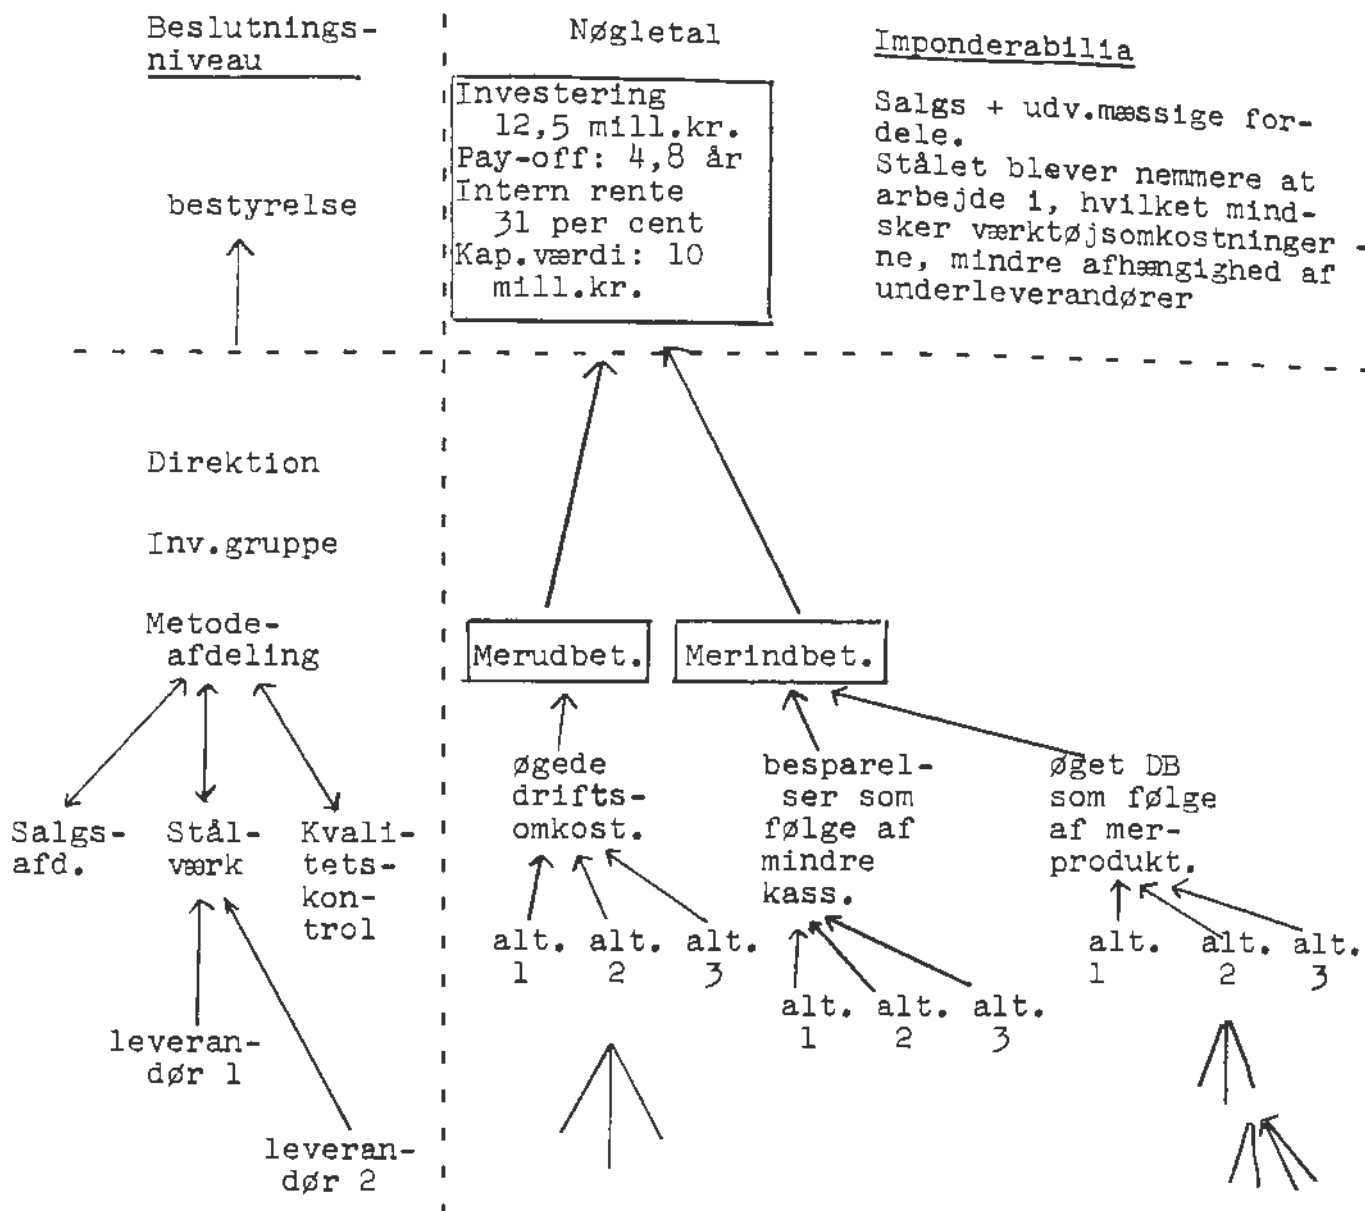 Beslutnings-
niveau
Nøgletal
Imponderabilia
Investering
12,5 mill.kr.
Pay-off: 4,8 år
Intern rente
31 per cent
Kap.værdi: 10
mill.kr.
Salgs + udv.mæssige for-
dele.
Stålet blever nemmere at
arbejde i, hvilket mind-
sker værktøjsomkostninger -
ne, mindre afhængighed af
underleverandører
bestyrelse
Direktion
Inv.gruppe
Metode-
afdeling
Merudbet.
Merindbet.
Salgs-
afd.
Stål-
værk
Kvali-
tets-
kon-
trol
leveran-
dør 1
leveran-
dør 2
øgede
drifts-
omkost.
besparel-
ser som
følge af
mindre
kass.
øget DB
som følge
af mer-
produkt.
alt. alt. alt.
1 2 3
alt. alt. alt.
1 2 3
alt. alt. alt.
1 2 3